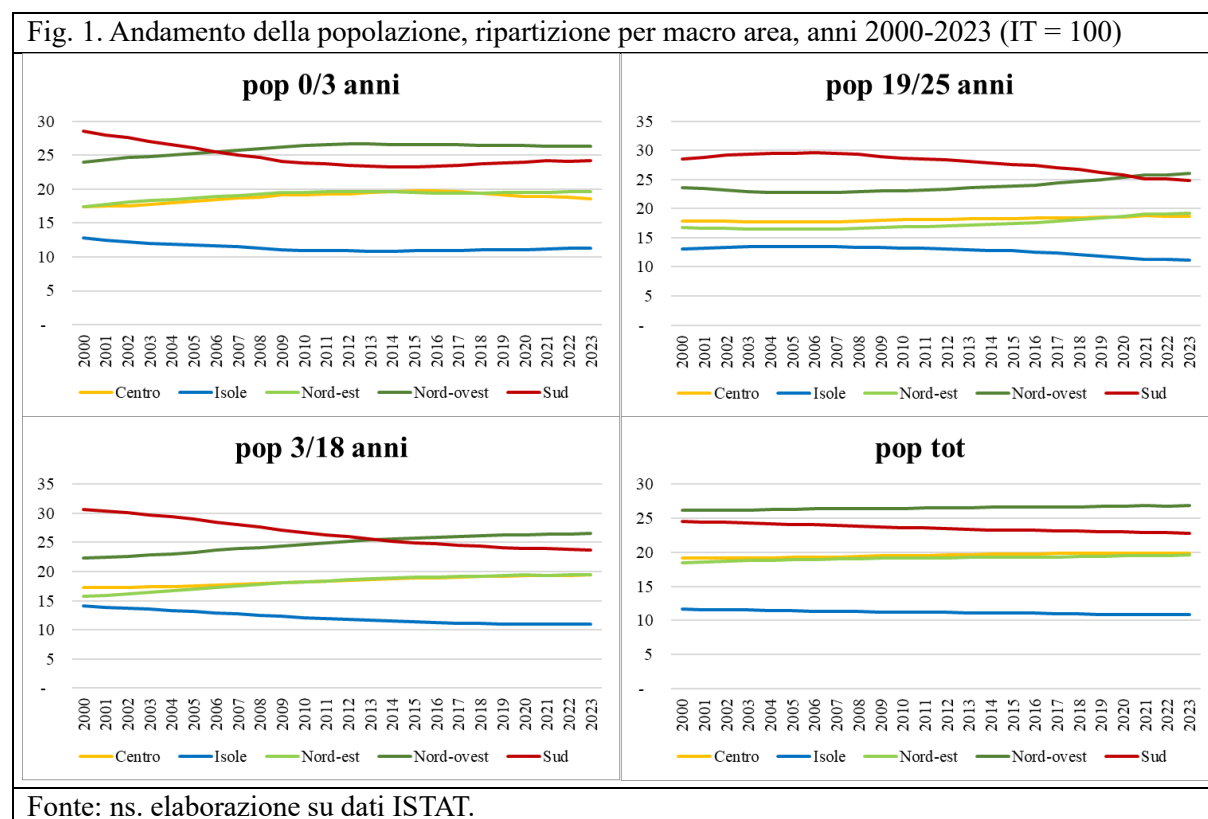 Fig. 1. Andamento della popolazione, ripartizione per macro area, anni 2000-2023 (IT = 100)
pop 0/3 anni
30
25
20
15
10
5
-
2000 2001 2002 2003 2004 2005 2006 2007 2008 2009 2010 2011 2012 2013 2014 2015 2016 2017 2018 2019 2020 2021 2022 2023
Centro Isole Nord-est Nord-ovest Sud
pop 19/25 anni
35
30
25
20
15
10
5
-
2000 2001 2002 2003 2004 2005 2006 2007 2008 2009 2010 2011 2012 2013 2014 2015 2016 2017 2018 2019 2020 2021 2022 2023
Centro Isole Nord-est Nord-ovest Sud
pop 3/18 anni
35
30
25
20
15
10
5
-
2000 2001 2002 2003 2004 2005 2006 2007 2008 2009 2010 2011 2012 2013 2014 2015 2016 2017 2018 2019 2020 2021 2022 2023
Centro Isole Nord-est Nord-ovest Sud
pop tot
30
25
20
15
10
5
-
2000 2001 2002 2003 2004 2005 2006 2007 2008 2009 2010 2011 2012 2013 2014 2015 2016 2017 2018 2019 2020 2021 2022 2023
Centro Isole Nord-est Nord-ovest Sud
Fonte: ns. elaborazione su dati ISTAT.